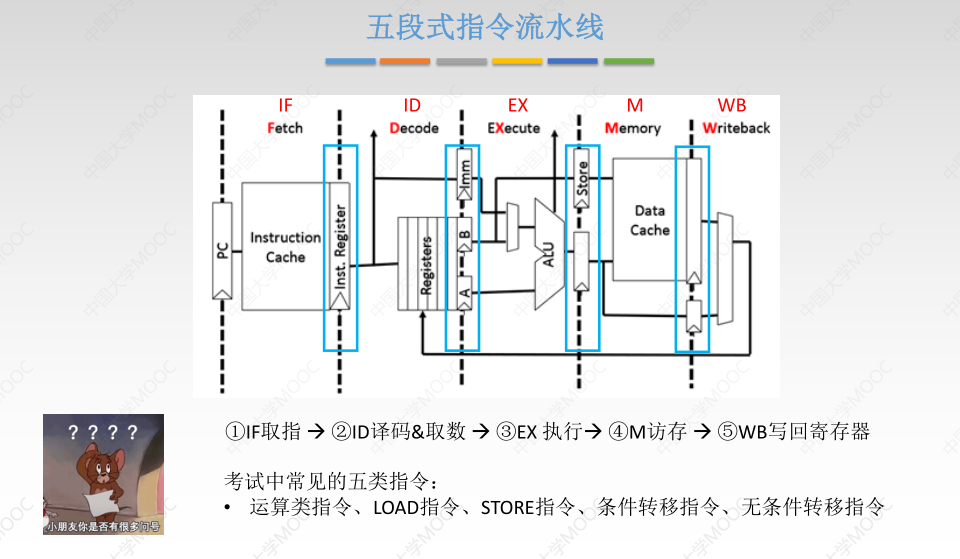 五段式指令流水线
IF
ID
EX
M
WB
Fetch
Decode
EXecute
Memory
Writeback
PC
Instruction
Cache
Inst. Register
Registers
Imm
B
A
ALU
Store
Data
Cache
？？？？
小朋友你是否有很多问号
①IF取指 → ②ID译码&取数 → ③EX 执行→ ④M访存 → ⑤WB写回寄存器
考试中常见的五类指令：
• 运算类指令、LOAD指令、STORE指令、条件转移指令、无条件转移指令
中国大学MOOC